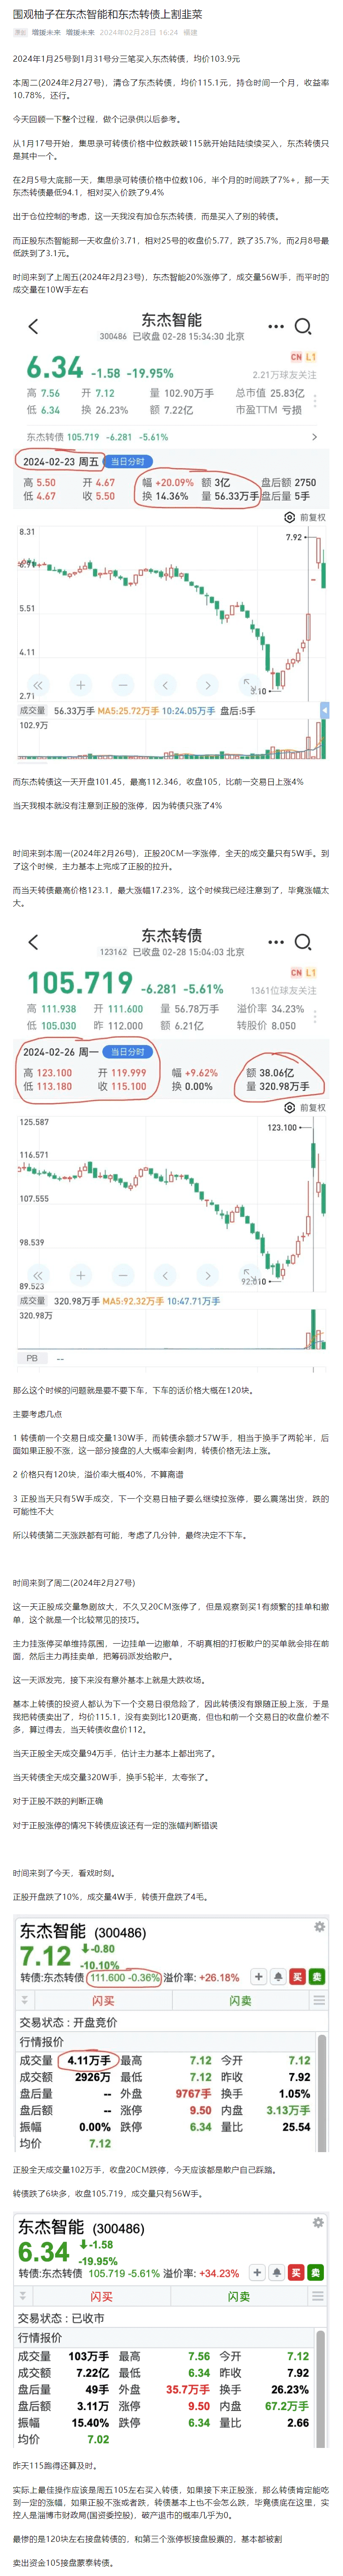 围观柚子在东杰智能和东杰转债上割韭菜
原创 增援未来 增援未来 2024年02月28日 16:24 福建
2024年1月25号到1月31号分三笔买入东杰转债，均价103.9元
本周二(2024年2月27号)，清仓了东杰转债，均价115.1元，持仓时间一个月，收益率
10.78%，还行。
今天回顾一下整个过程，做个记录供以后参考。
从1月17号开始，集思录可转债价格中位数跌破115就开始陆陆续续买入，东杰转债只
是其中一个。
在2月5号大底那一天，集思录可转债价格中位数106，半个月的时间跌了7%+，那一天
东杰转债最低94.1，相对买入价跌了9.4%
出于仓位控制的考虑，这一天我没有加仓东杰转债，而是买入了别的转债。
而正股东杰智能那一天收盘价3.71，相对25号的收盘价5.77，跌了35.7%，而2月8号最
低跌到了3.1元。
时间来到了上周五(2024年2月23号)，东杰智能20%涨停了，成交量56W手，而平时的
成交量在10W手左右
东杰智能
300486 已收盘 02-28 15:34:30 北京
CN L1
6.34 -1.58 -19.95%
2.21万球友关注
高 7.56 开 7.12 量 102.90万手 总市值 25.83亿
低 6.34 换 26.23% 额 7.22亿 市盈TTM 亏损
东杰转债 105.719 -6.281 -5.61%
2024-02-23 周五 当日分时
高 5.50 开 4.67 幅 +20.09% 额 3亿 盘后额 2750
低 4.67 收 5.50 换 14.36% 量 56.33万手 盘后量 5手
前复权
8.31
7.92
6.91
5.51
4.11
2.71
3.10
成交量 56.33万手 MA5:25.72万手 10:24.05万手 盘后:5手
102.9万
而东杰转债这一天开盘101.45，最高112.346，收盘105，比前一交易日上涨4%
当天我根本就没有注意到正股的涨停，因为转债只涨了4%
时间来到本周一(2024年2月26号)，正股20CM一字涨停，全天的成交量只有5W手。到
了这个时候，主力基本上完成了正股的拉升。
而当天转债最高价格123.1，最大涨幅17.23%，这个时候我已经注意到了，毕竟涨幅太
大。
东杰转债
123162 已收盘 02-28 15:04:03 北京
CN L1
105.719 -6.281 -5.61%
1361位球友关注
高 111.938 开 111.600 量 56.78万手 溢价率 34.23%
低 105.030 昨 112.000 额 6.21亿 转股价 8.050
2024-02-26 周一 当日分时
高 123.100 开 119.999 幅 +9.62% 额 38.06亿
低 113.180 收 115.100 换 0.00% 量 320.98万手
前复权
125.587
123.100
116.571
107.555
98.539
89.523
92.010
成交量 320.98万手 MA5:92.32万手 10:47.71万手
320.98万
PB --
那么这个时候的问题就是要不要下车，下车的话价格大概在120块。
主要考虑几点
1 转债前一个交易日成交量130W手，而转债余额才57W手，相当于换手了两轮半，后
面如果正股不涨，这一部分接盘的人大概率会割肉，转债价格无法上涨。
2 价格只有120块，溢价率大概40%，不算离谱
3 正股当天只有5W手成交，下一个交易日柚子要么继续拉涨停，要么震荡出货，跌的
可能性不大
所以转债第二天涨跌都有可能，考虑了几分钟，最终决定不下车。
时间来到了周二(2024年2月27号)
这一天正股成交量急剧放大，不久又20CM涨停了，但是观察到买1有频繁的挂单和撤
单，这个就是一个比较常见的技巧。
主力挂涨停买单维持氛围，一边挂单一边撤单，不明真相的打板散户的买单就会排在前
面，然后主力再挂卖单，把筹码派发给散户。
这一天派发完，接下来没有意外基本上就是大跌收场。
基本上转债的投资人都认为下一个交易日很危险了，因此转债没有跟随正股上涨，于是
我把转债卖出了，均价115.1，没有卖到比120更高，但也和前一个交易日的收盘价差不
多，算过得去，当天转债收盘价112。
当天正股全天成交量94万手，估计主力基本上都出完了。
当天转债全天成交量320W手，换手5轮半，太夸张了。
对于正股不跌的判断正确
对于正股涨停的情况下转债应该还有一定的涨幅判断错误
时间来到了今天，看戏时刻。
正股开盘跌了10%，成交量4W手，转债开盘跌了4毛。
东杰智能 (300486)
7.12 -0.80
-10.10%
转债:东杰转债 111.600 -0.36% 溢价率: +26.18% 买 卖
闪买 闪卖
交易状态 : 开盘竞价
行情报价
成交量 4.11万手 最高 7.12 今开 7.12
成交额 2926万 最低 7.12 昨收 7.92
盘后量 -- 外盘 9767手 换手 1.05%
盘后额 -- 涨停 9.50 内盘 3.13万手
振幅 0.00% 跌停 6.34 量比 25.54
均价 7.12
正股全天成交量102万手，收盘20CM跌停，今天应该都是散户自己踩踏。
转债跌了6块多，收盘105.719，成交量只有56W手。
东杰智能 (300486)
6.34 -1.58
-19.95%
转债:东杰转债 105.719 -5.61% 溢价率: +34.23% 买 卖
闪买 闪卖
交易状态 : 已收市
行情报价
成交量 103万手 最高 7.56 今开 7.12
成交额 7.22亿 最低 6.34 昨收 7.92
盘后量 49手 外盘 35.7万手 换手 26.23%
盘后额 3.11万 涨停 9.50 内盘 67.2万手
振幅 15.40% 跌停 6.34 量比 2.66
均价 7.02
昨天115跑得还算及时。
实际上最佳操作应该是周五105左右买入转债，如果接下来正股涨，那么转债肯定能吃
到一定的涨幅，如果正股不涨或者跌，转债基本上也不会怎么跌，毕竟债底在这里，实
控人是淄博市财政局(国资委控股)，破产退市的概率几乎为0。
最惨的是120块左右接盘转债的，和第三个涨停板接盘股票的，基本都被割
卖出资金105接盘蒙泰转债。